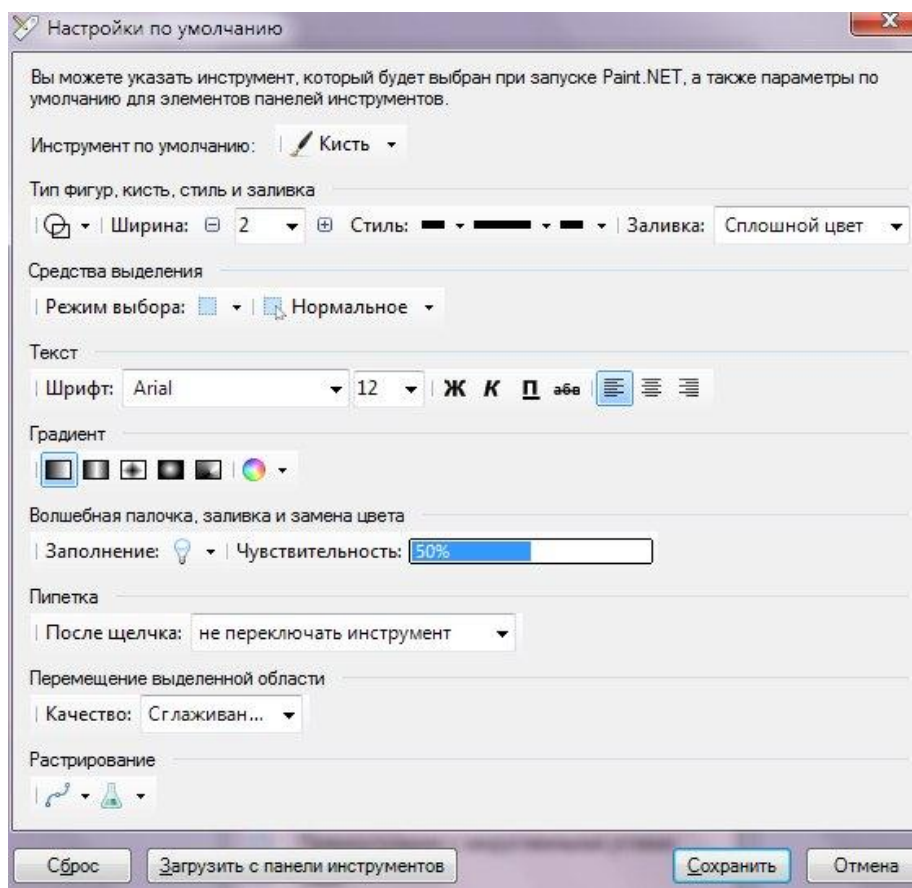 Настройки по умолчанию
Вы можете указать инструмент, который будет выбран при запуске Paint.NET, а также параметры по
умолчанию для элементов панелей инструментов.
Инструмент по умолчанию: Кисть
Тип фигур, кисть, стиль и заливка
Ширина: 2 Стиль: Заливка: Сплошной цвет
Средства выделения
Режим выбора: Нормальное
Текст
Шрифт: Arial 12 Ж К П абв
Градиент
Волшебная палочка, заливка и замена цвета
Заполнение: Чувствительность: 50%
Пипетка
После щелчка: не переключать инструмент
Перемещение выделенной области
Качество: Сглаживан...
Растрирование
Сброс Загрузить с панели инструментов Сохранить Отмена